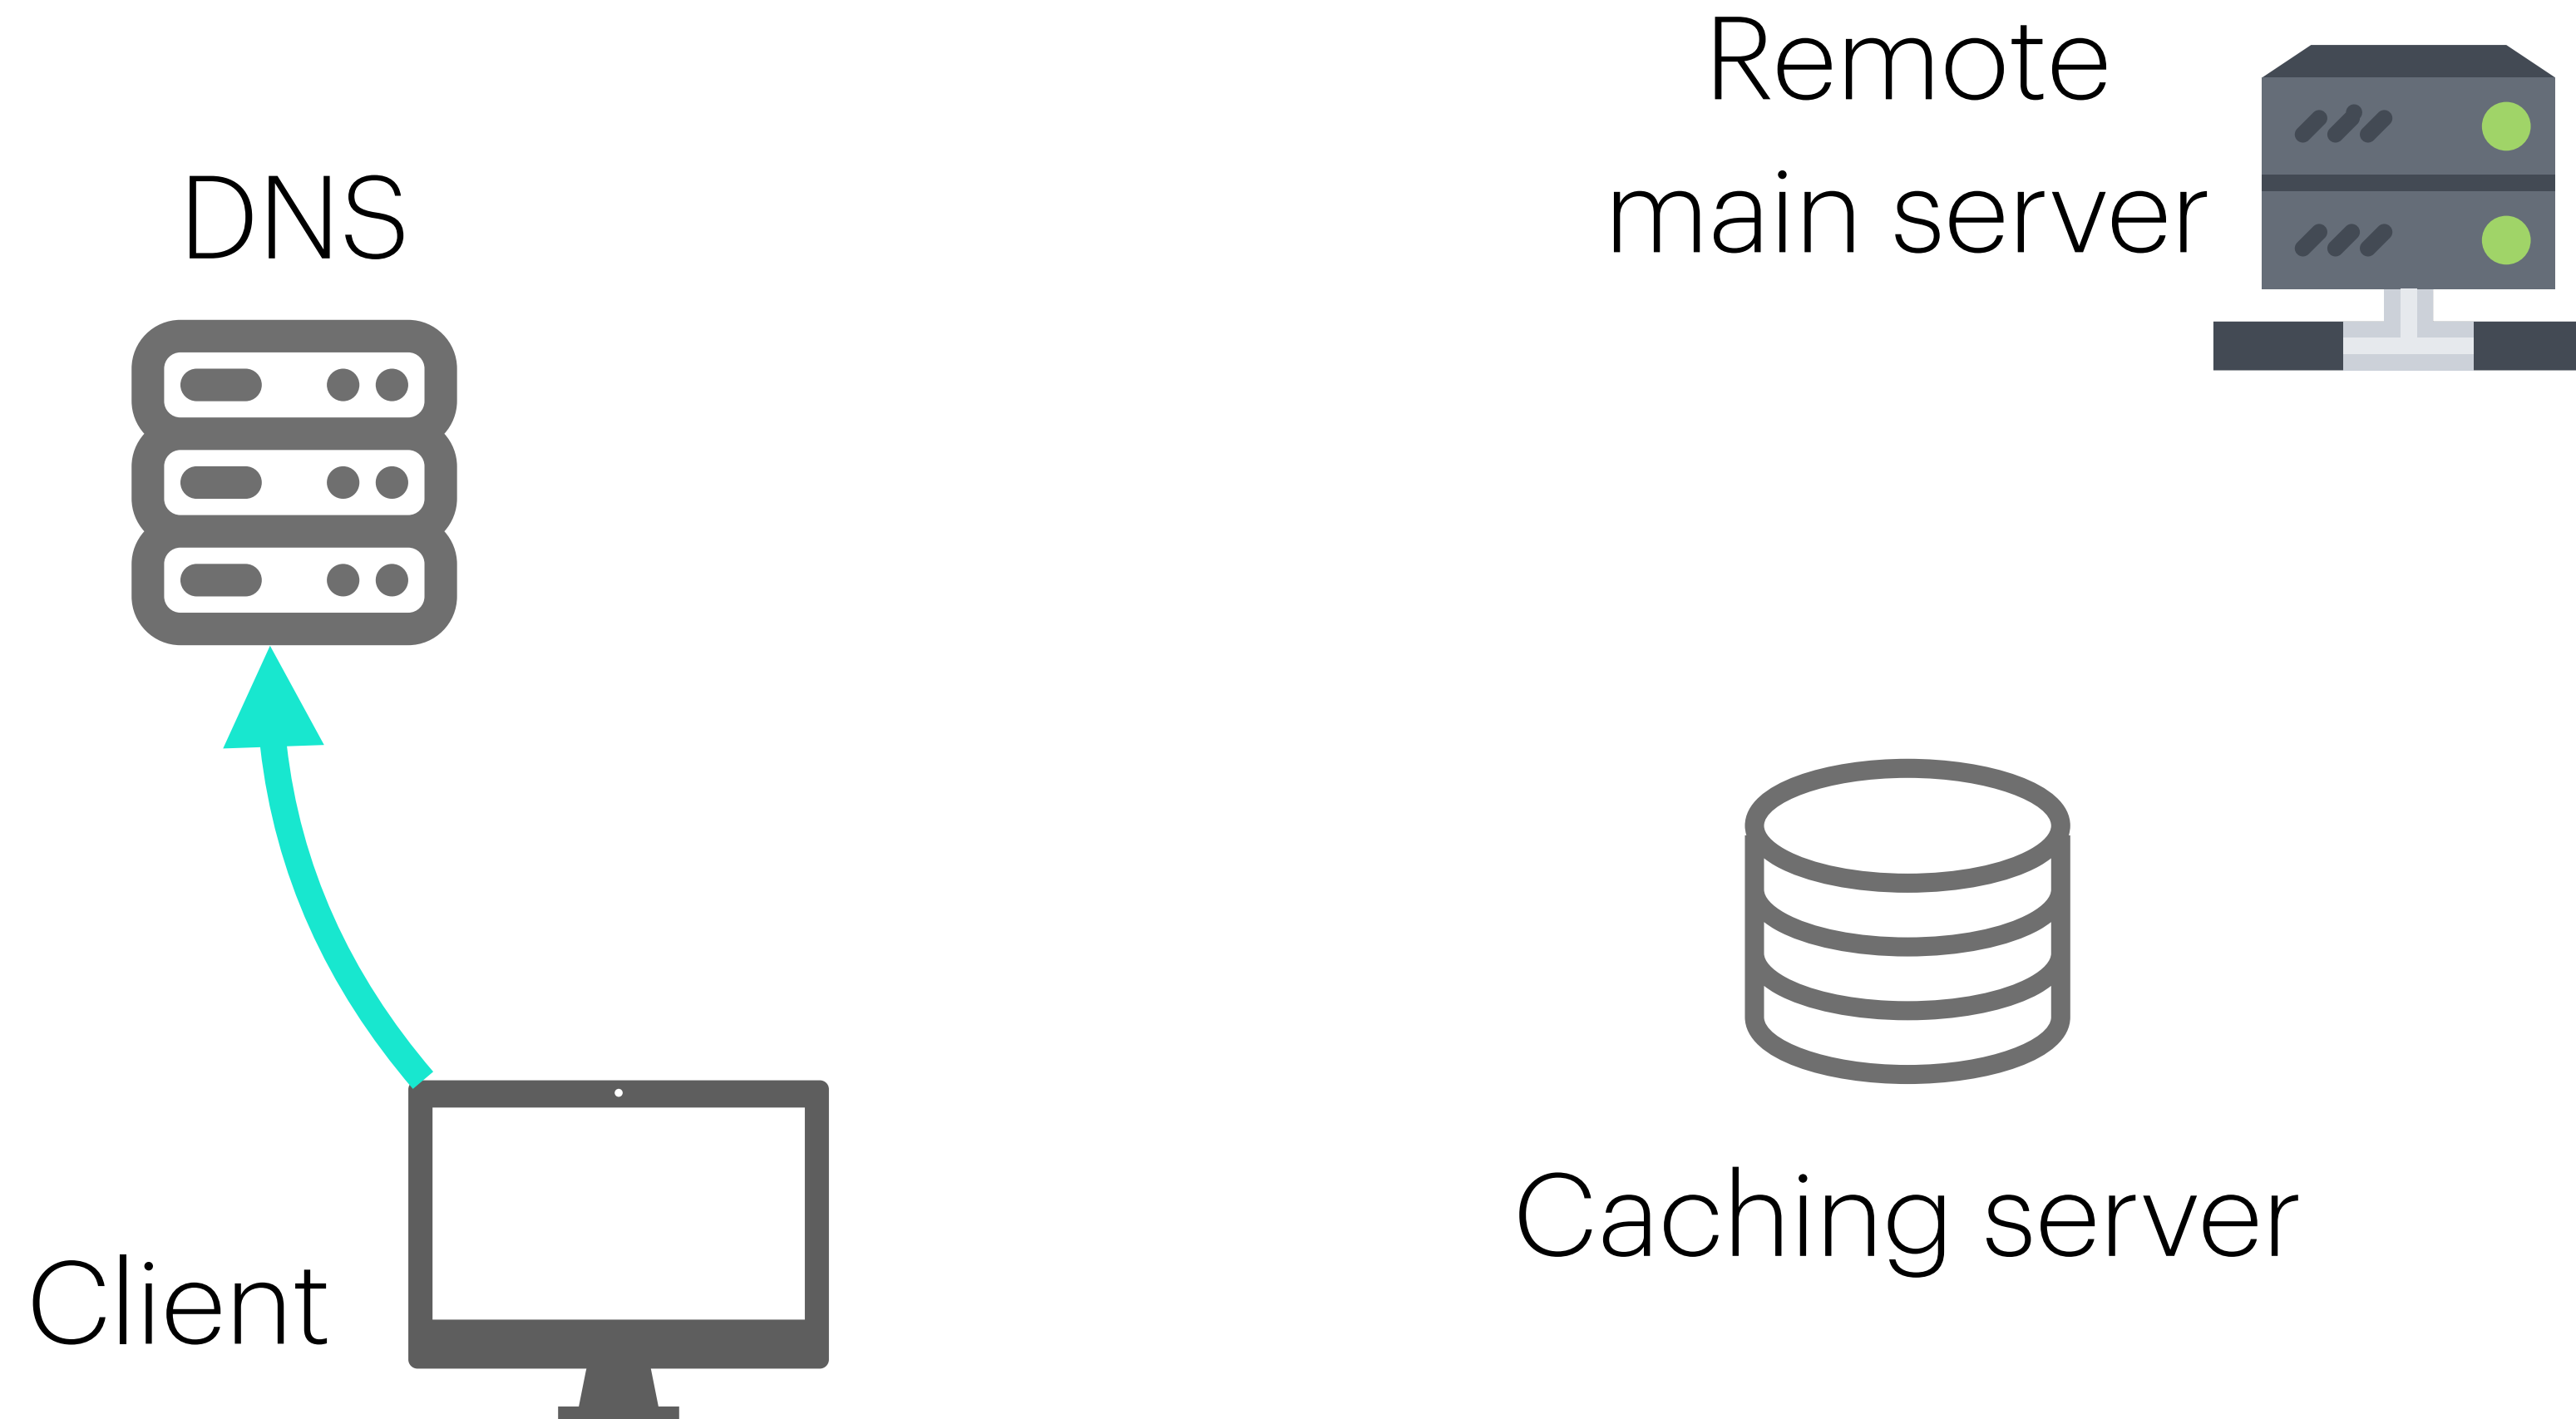 Remote
main server
DNS
Caching server
Client